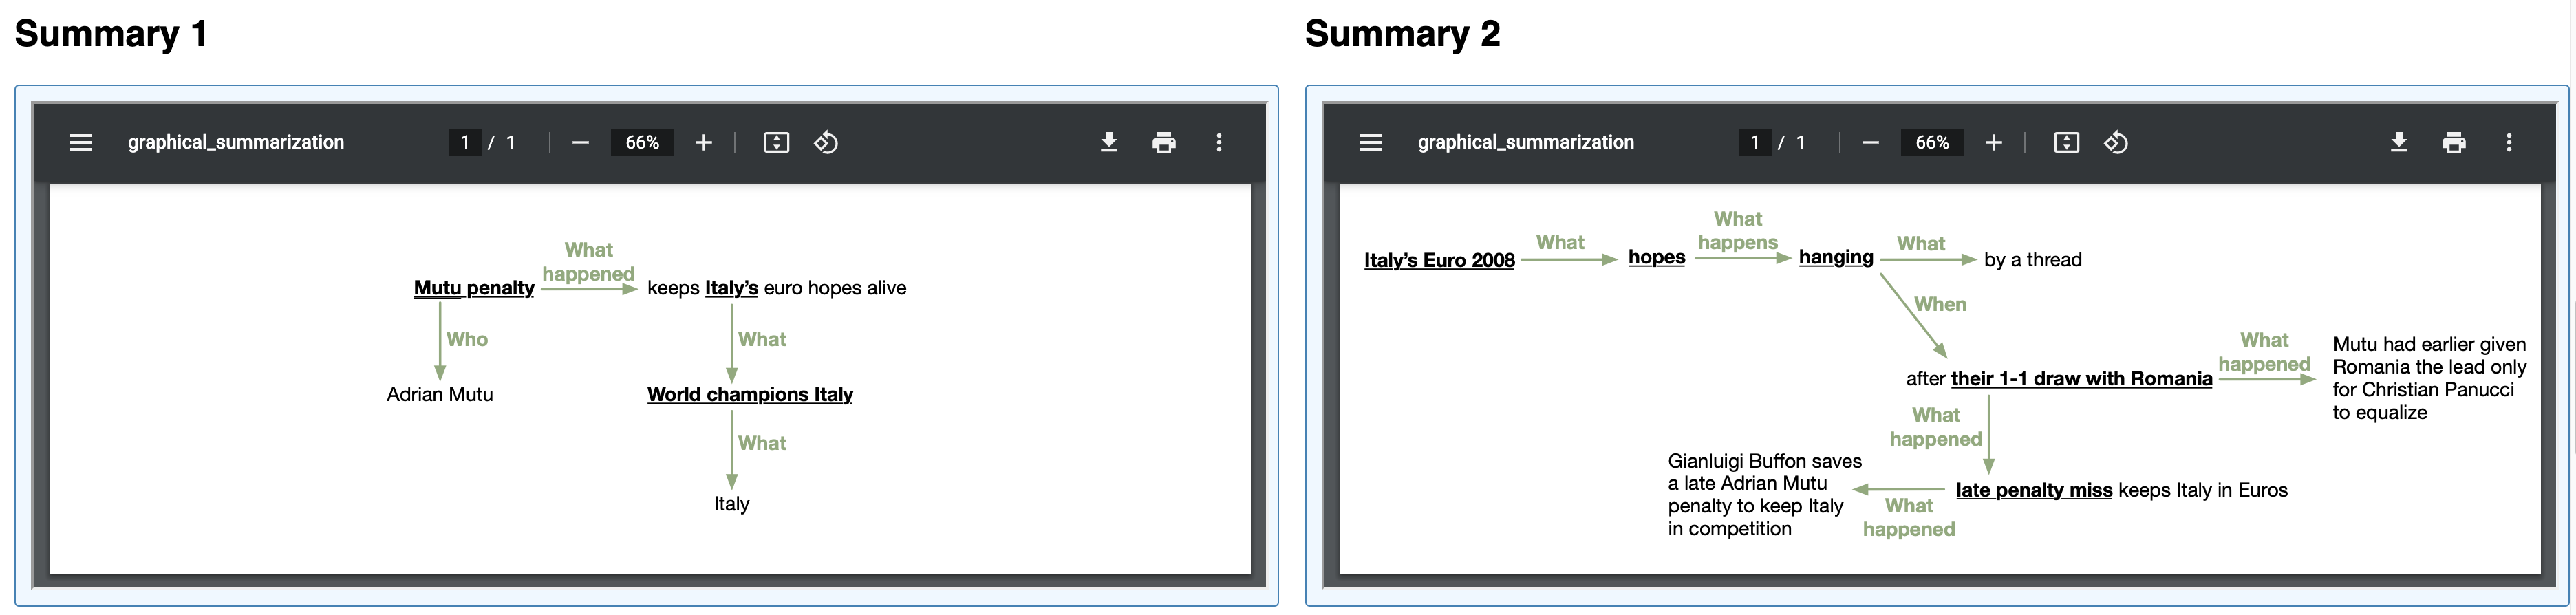 Summary 1
graphical_summarization
1 / 1
66%
What
happened
Mutu penalty
keeps Italy’s euro hopes alive
Who
What
Adrian Mutu
World champions Italy
What
Italy
Summary 2
graphical_summarization
1 / 1
66%
Italy’s Euro 2008
What
hopes
What
happens
hanging
What
by a thread
When
after their 1-1 draw with Romania
What
happened
Mutu had earlier given
Romania the lead only
for Christian Panucci
to equalize
What
happened
late penalty miss keeps Italy in Euros
What
happened
Gianluigi Buffon saves
a late Adrian Mutu
penalty to keep Italy
in competition